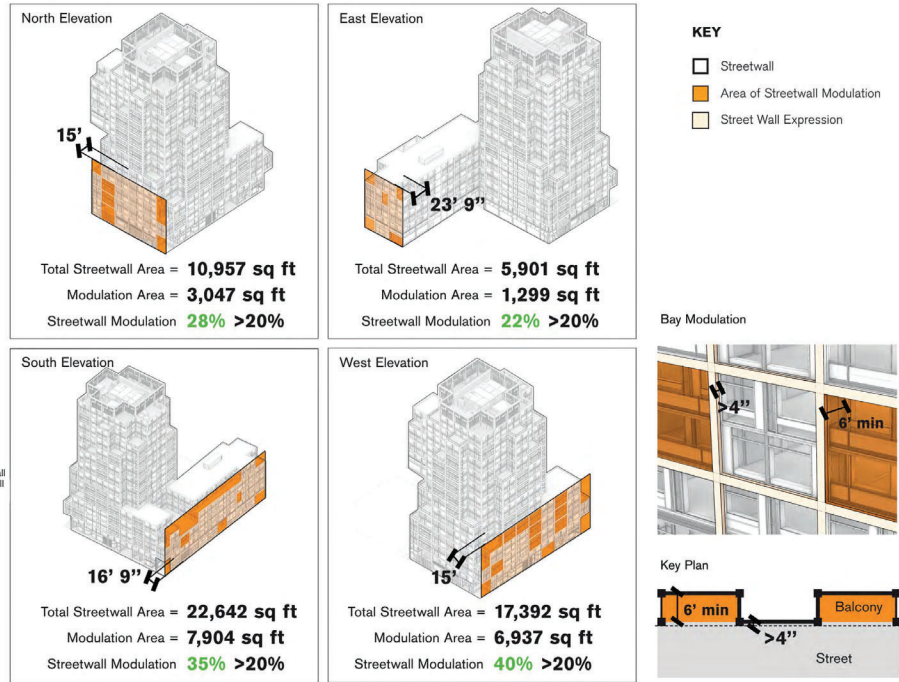 North Elevation
15’
Total Streetwall Area = 10,957 sq ft
Modulation Area = 3,047 sq ft
Streetwall Modulation 28% >20%
East Elevation
23’ 9”
Total Streetwall Area = 5,901 sq ft
Modulation Area = 1,299 sq ft
Streetwall Modulation 22% >20%
KEY
Streetwall
Area of Streetwall Modulation
Street Wall Expression
South Elevation
16’ 9”
Total Streetwall Area = 22,642 sq ft
Modulation Area = 7,904 sq ft
Streetwall Modulation 35% >20%
West Elevation
15’
Total Streetwall Area = 17,392 sq ft
Modulation Area = 6,937 sq ft
Streetwall Modulation 40% >20%
Bay Modulation
>4”
6’ min
Key Plan
6’ min
Balcony
>4”
Street